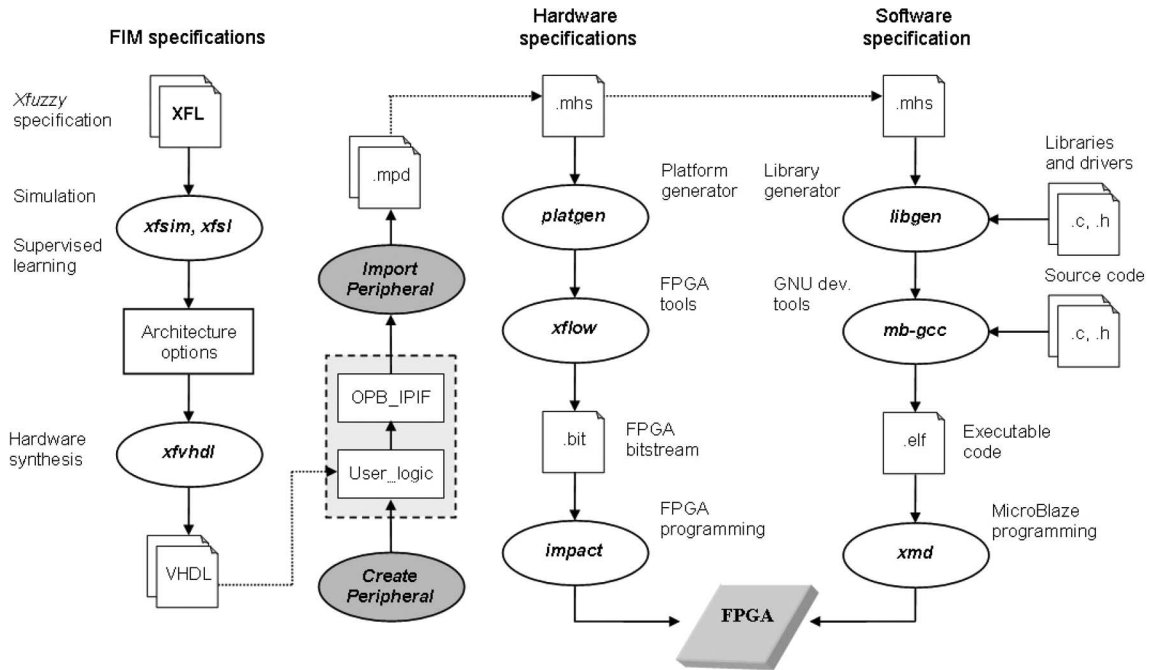 FIM specifications
Hardware
specifications
Software
specification
Xfuzzy
specification
XFL
Simulation
xfsim, xfsl
Supervised
learning
Architecture
options
Hardware
synthesis
xfvhdl
VHDL
.mpd
Import
Peripheral
OPB_IPIF
User_logic
Create
Peripheral
.mhs
Platform
generator
platgen
FPGA
tools
xflow
.bit
FPGA
bitstream
FPGA
programming
impact
.mhs
Library
generator
libgen
Libraries
and drivers
.c, .h
GNU dev.
tools
mb-gcc
Source code
.c, .h
.elf
Executable
code
MicroBlaze
programming
xmd
FPGA